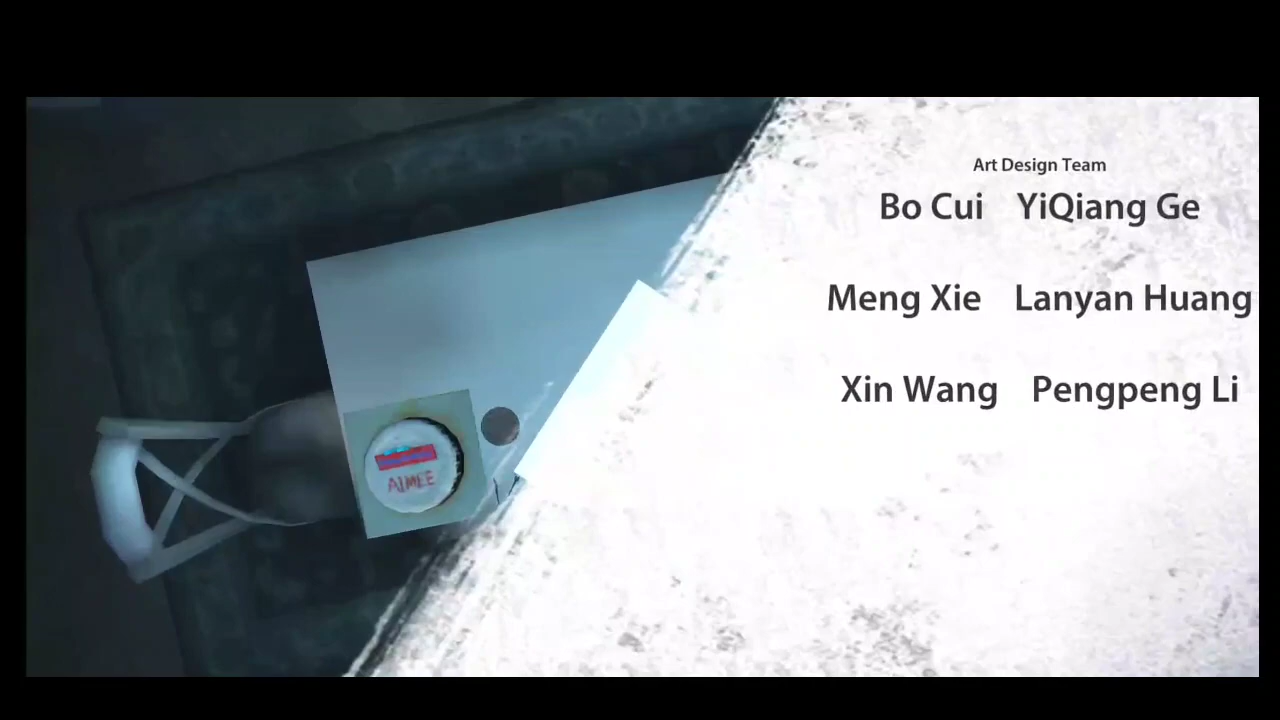 Art Design Team
Bo Cui YiQiang Ge
Meng Xie Lanyan Huang
Xin Wang Pengpeng Li
AIMEE